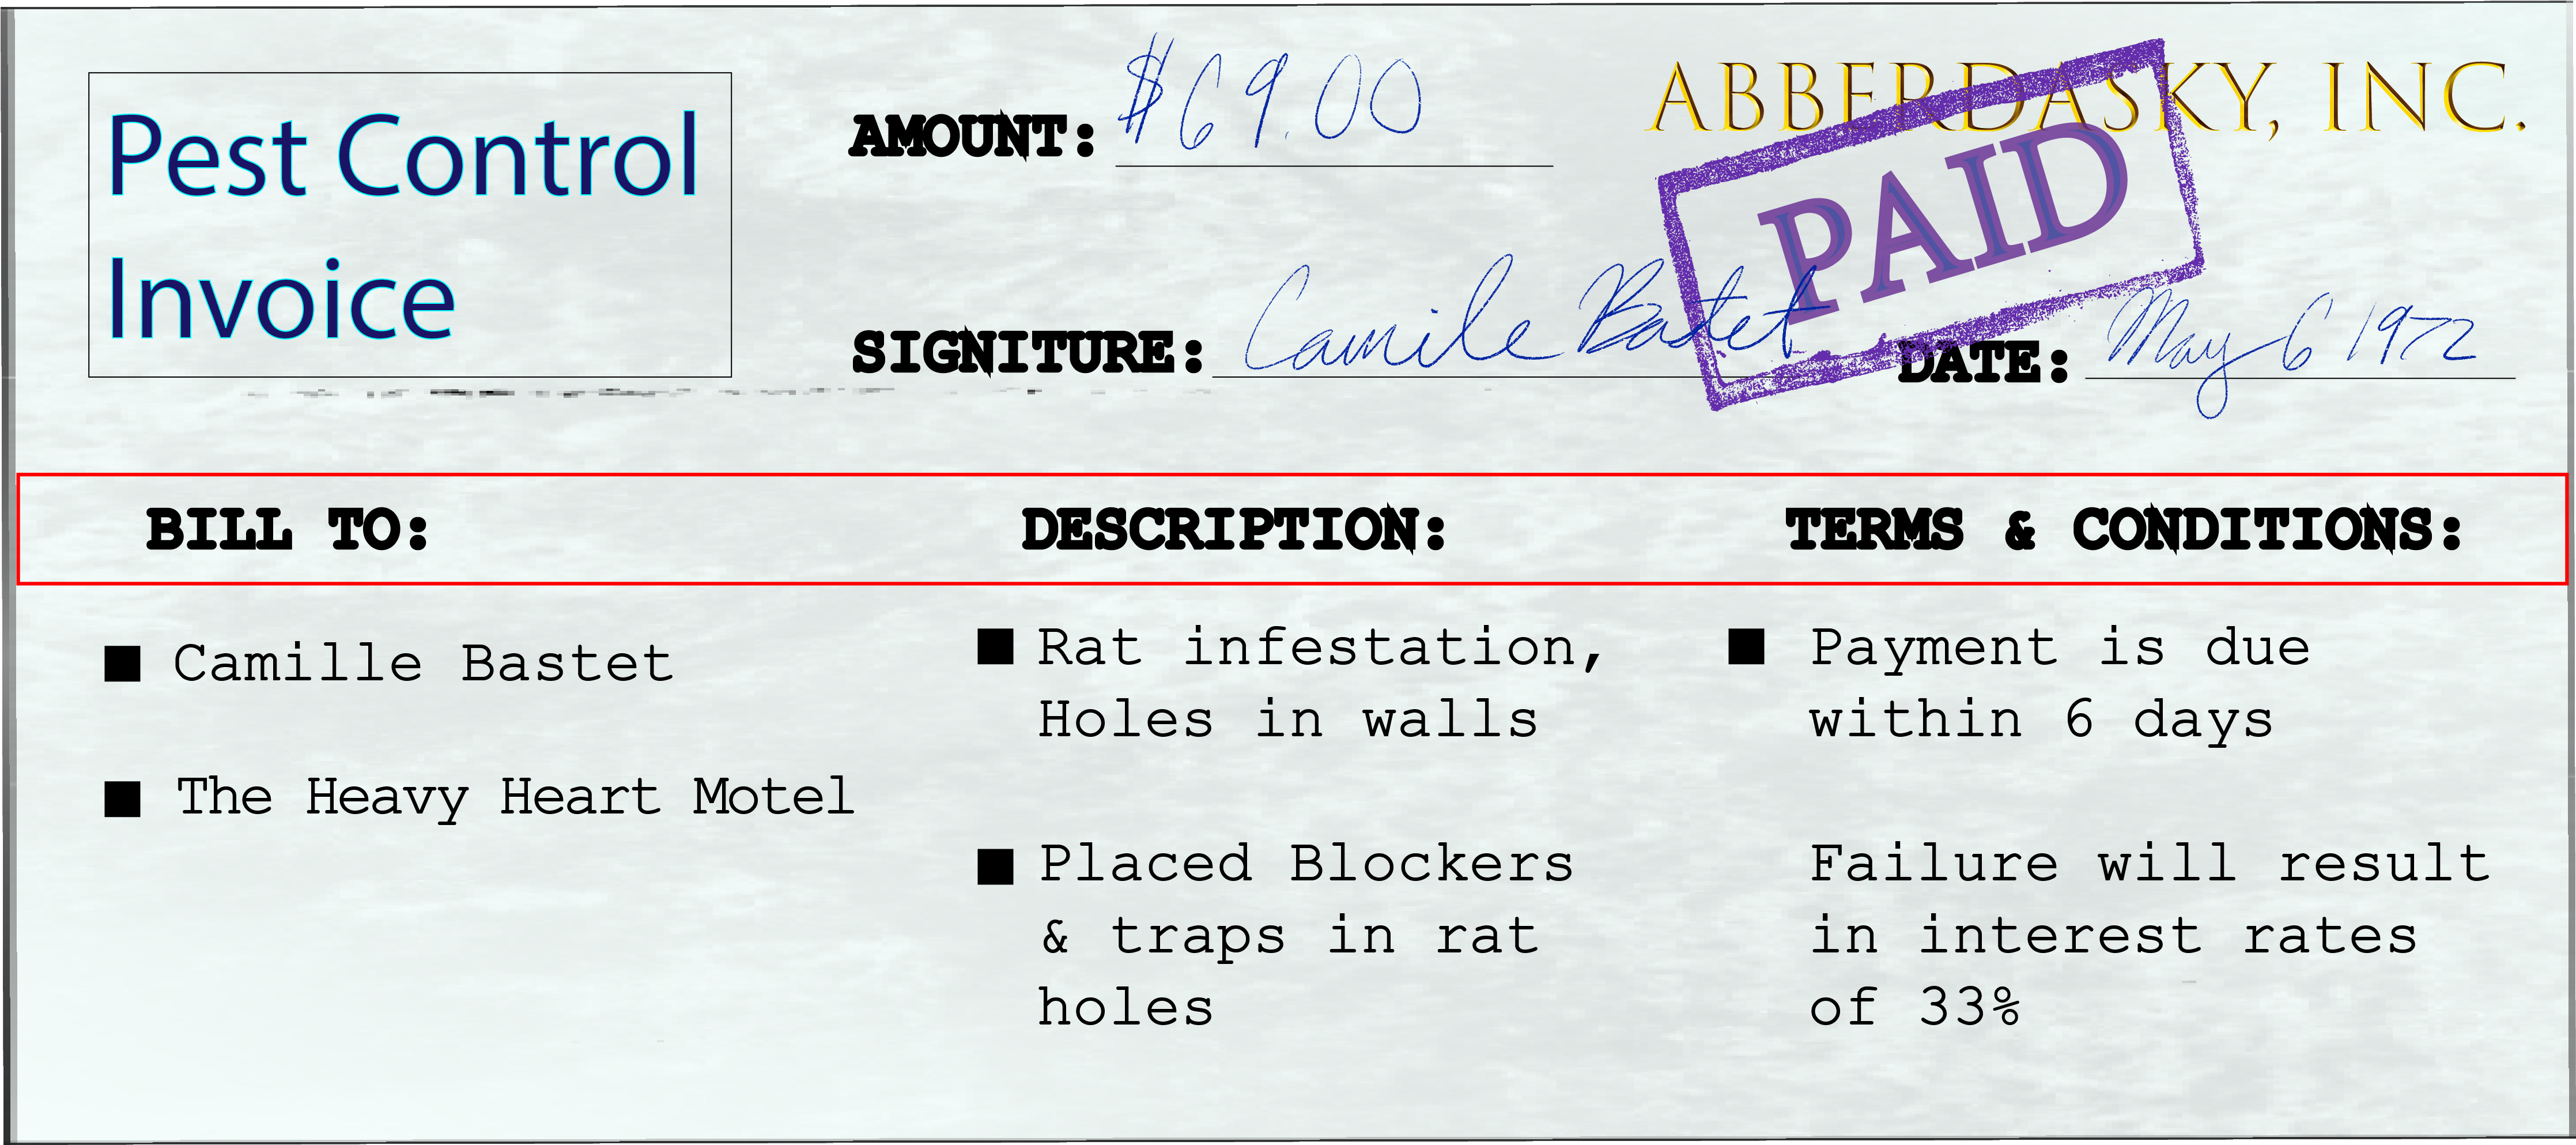 Pest Control
Invoice
AMOUNT: $69.00
ABBERDASKY, INC.
PAID
SIGNITURE: Camile Bastet
DATE: May 6 1972
BILL TO:
■ Camille Bastet
■ The Heavy Heart Motel
DESCRIPTION:
■ Rat infestation,
Holes in walls
■ Placed Blockers
& traps in rat
holes
TERMS & CONDITIONS:
■ Payment is due
within 6 days
Failure will result
in interest rates
of 33%